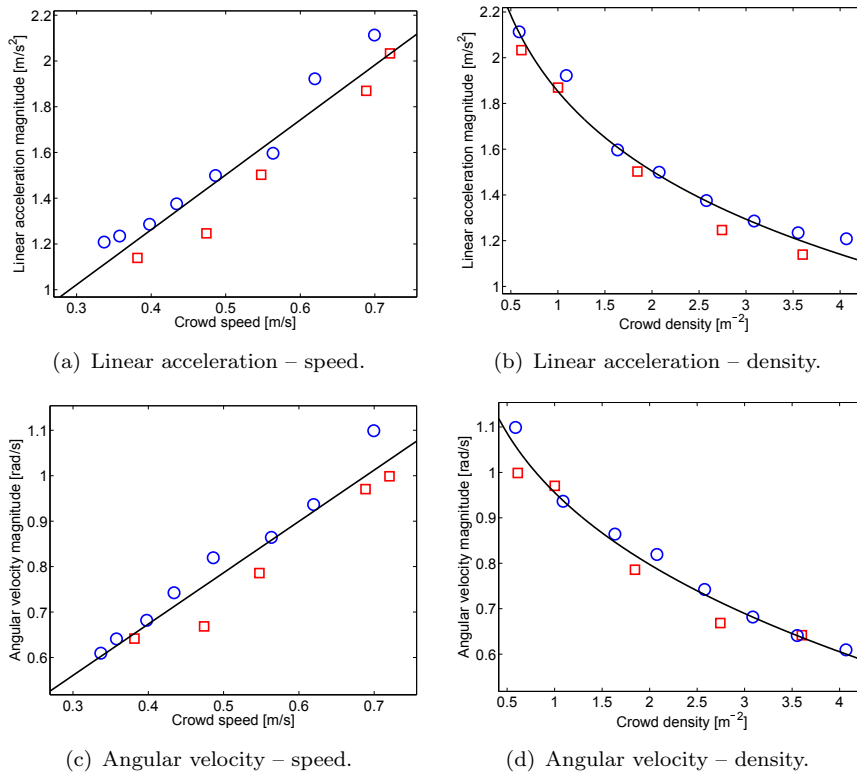 2.2
2
1.8
1.6
1.4
1.2
1
0.3 0.4 0.5 0.6 0.7
Linear acceleration magnitude [m/s²]
Crowd speed [m/s]
(a) Linear acceleration – speed.
2.2
2
1.8
1.6
1.4
1.2
1
0.5 1 1.5 2 2.5 3 3.5 4
Linear acceleration magnitude [m/s²]
Crowd density [m⁻²]
(b) Linear acceleration – density.
1.1
1
0.9
0.8
0.7
0.6
0.3 0.4 0.5 0.6 0.7
Angular velocity magnitude [rad/s]
Crowd speed [m/s]
(c) Angular velocity – speed.
1.1
1
0.9
0.8
0.7
0.6
0.5 1 1.5 2 2.5 3 3.5 4
Angular velocity magnitude [rad/s]
Crowd density [m⁻²]
(d) Angular velocity – density.